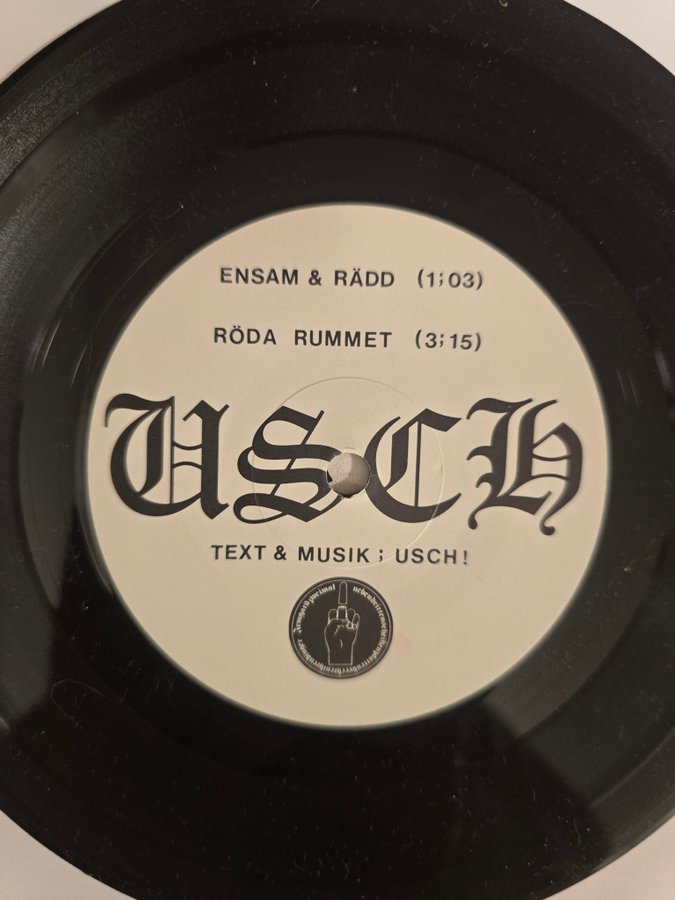 ENSAM & RÄDD (1;03)
RÖDA RUMMET (3;15)
USCH
TEXT & MUSIK ; USCH!